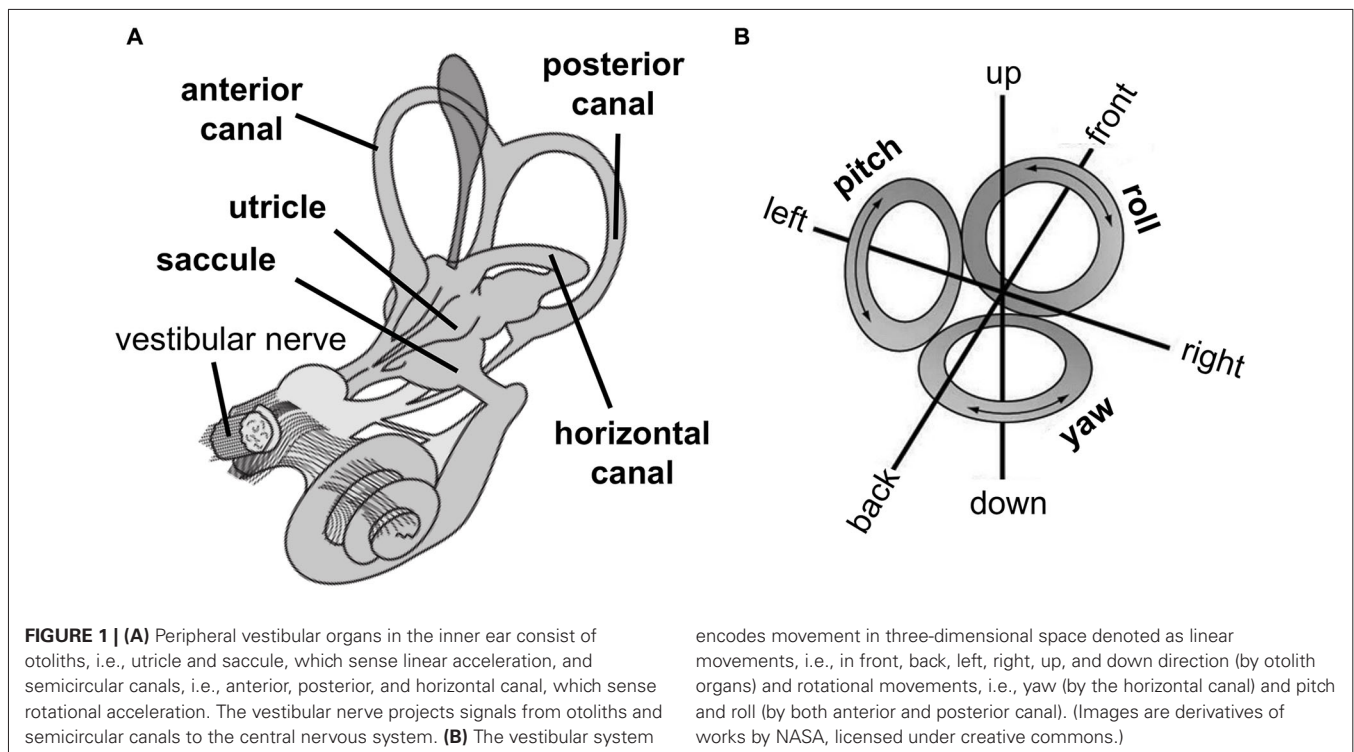 A
anterior
canal
posterior
canal
utricle
saccule
vestibular nerve
horizontal
canal
B
up
front
pitch
roll
left
right
yaw
back
down
FIGURE 1 | (A) Peripheral vestibular organs in the inner ear consist of
otoliths, i.e., utricle and saccule, which sense linear acceleration, and
semicircular canals, i.e., anterior, posterior, and horizontal canal, which sense
rotational acceleration. The vestibular nerve projects signals from otoliths and
semicircular canals to the central nervous system. (B) The vestibular system
encodes movement in three-dimensional space denoted as linear
movements, i.e., in front, back, left, right, up, and down direction (by otolith
organs) and rotational movements, i.e., yaw (by the horizontal canal) and pitch
and roll (by both anterior and posterior canal). (Images are derivatives of
works by NASA, licensed under creative commons.)